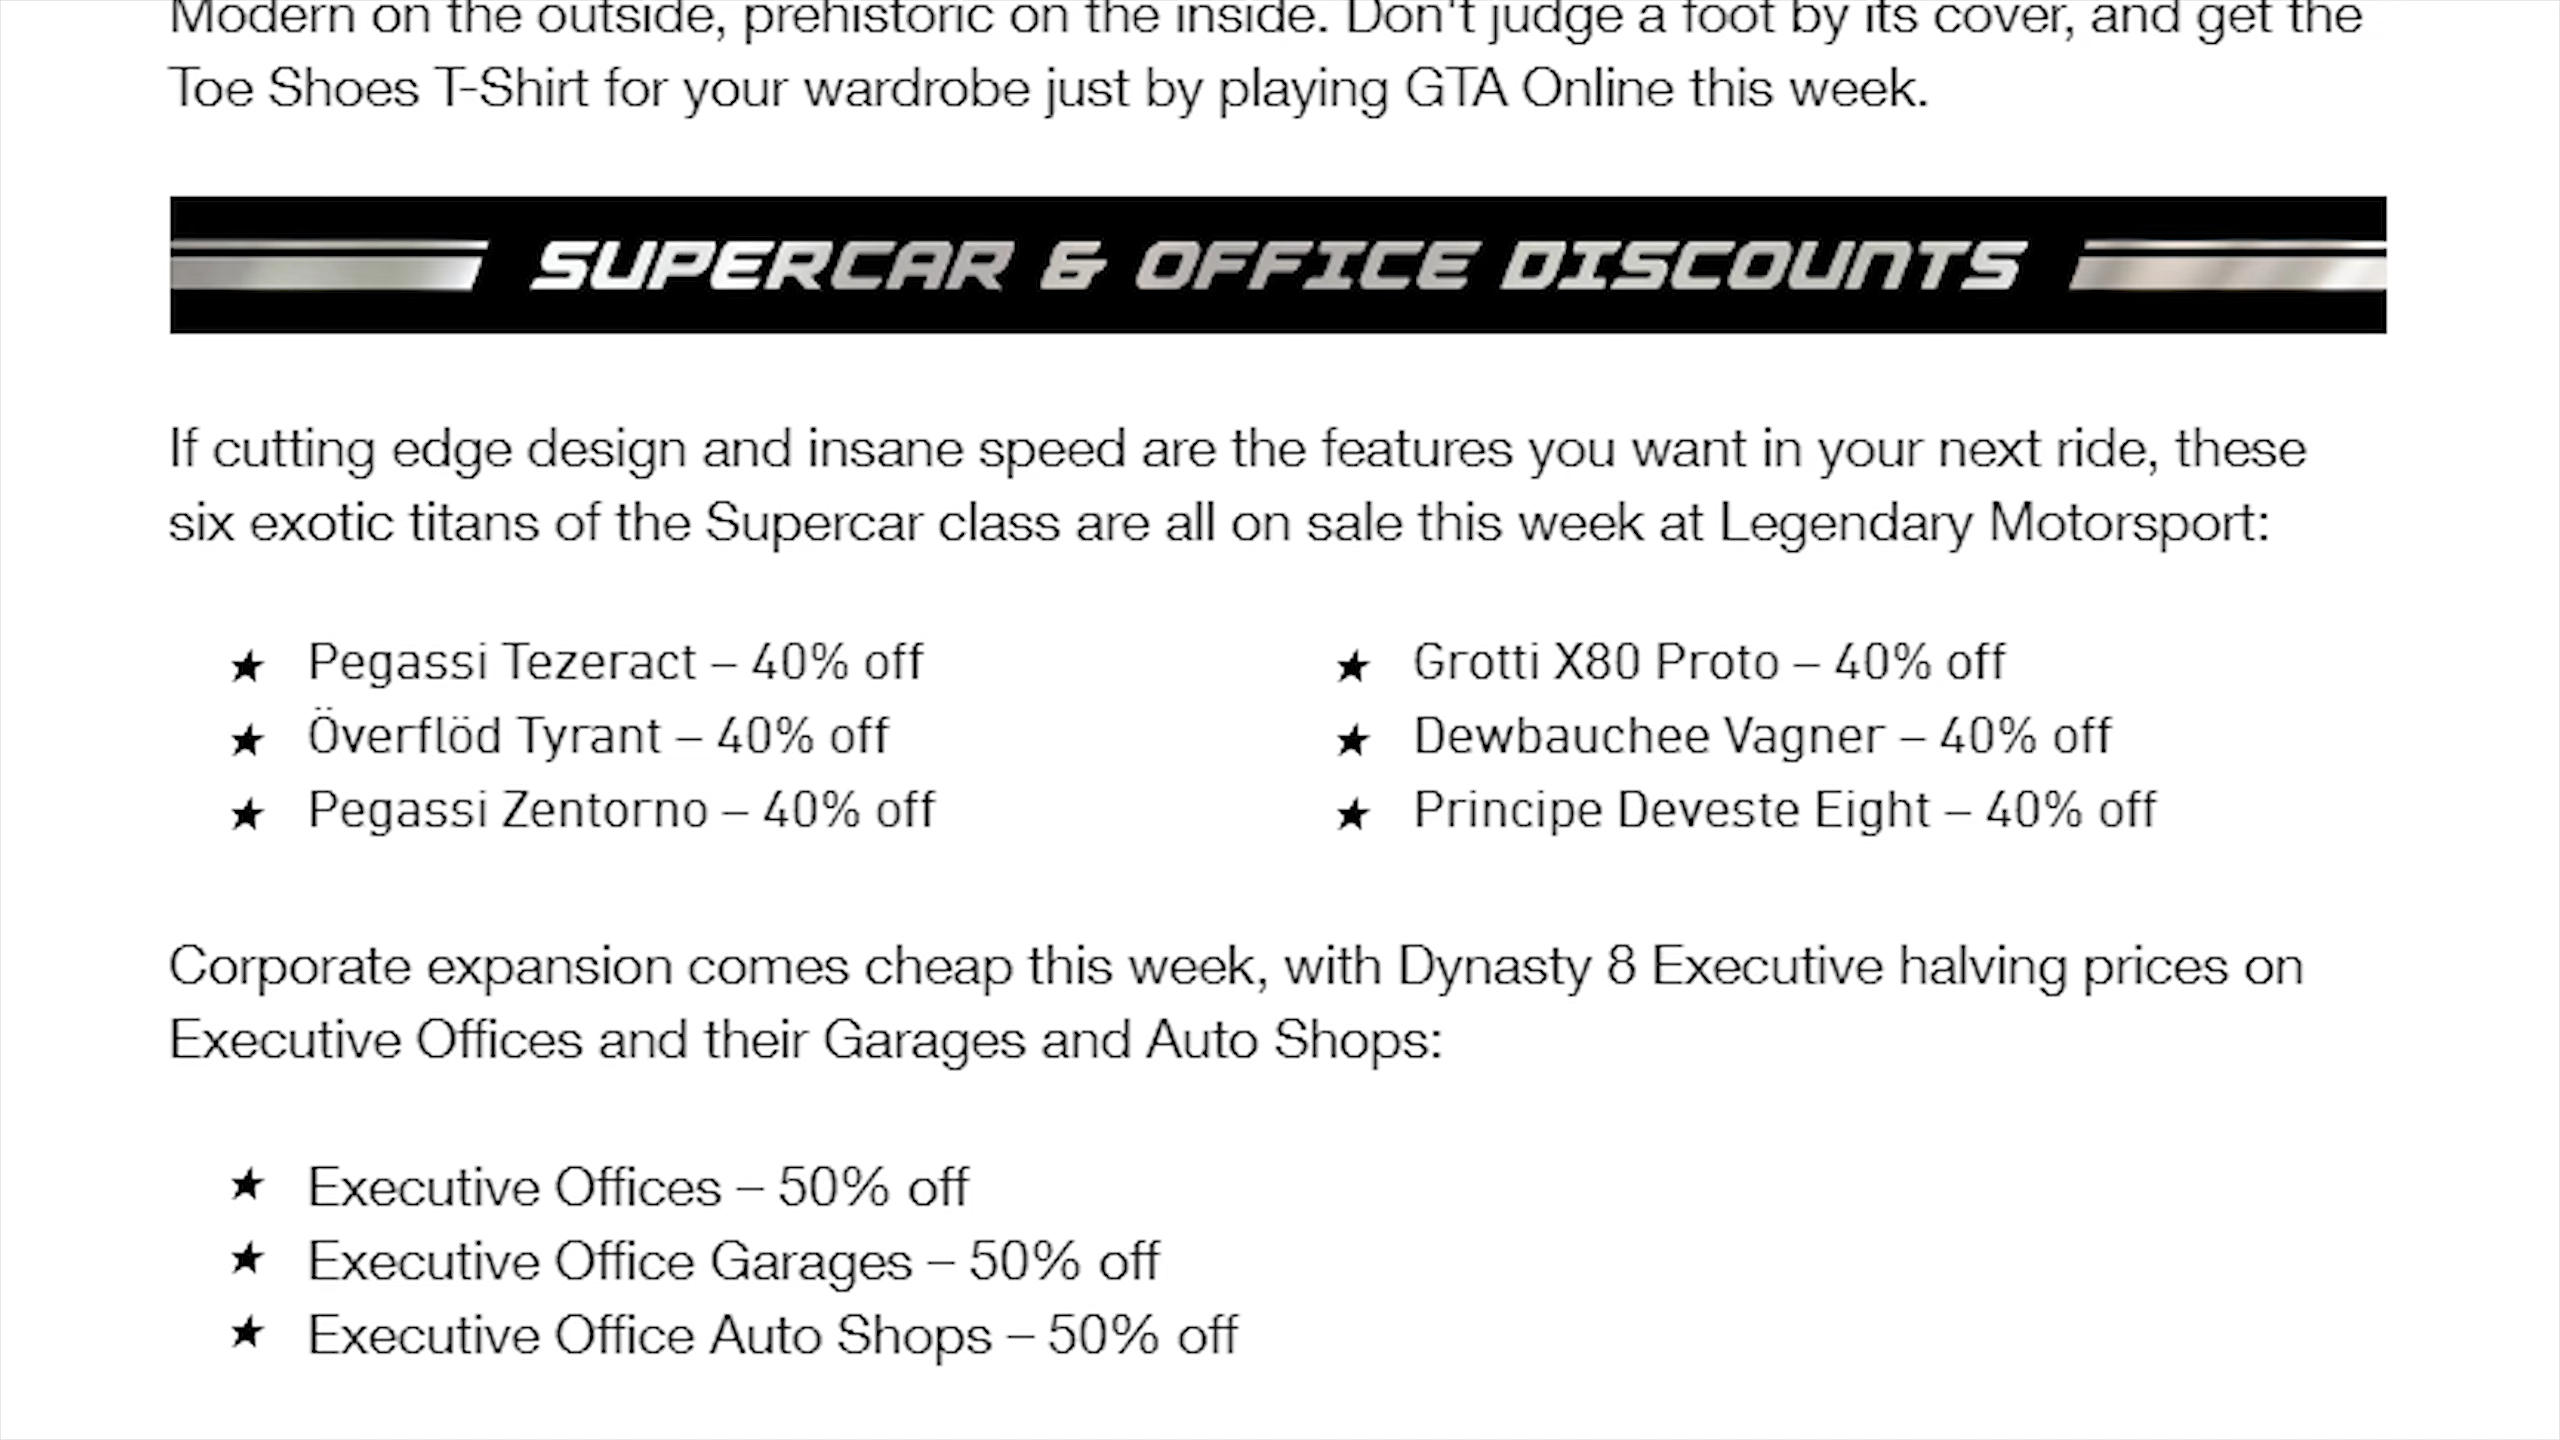 Modern on the outside, prehistoric on the inside. Don't judge a foot by its cover, and get the
Toe Shoes T-Shirt for your wardrobe just by playing GTA Online this week.
SUPERCAR & OFFICE DISCOUNTS
If cutting edge design and insane speed are the features you want in your next ride, these
six exotic titans of the Supercar class are all on sale this week at Legendary Motorsport:
★ Pegassi Tezeract – 40% off
★ Överflöd Tyrant – 40% off
★ Pegassi Zentorno – 40% off
★ Grotti X80 Proto – 40% off
★ Dewbauchee Vagner – 40% off
★ Principe Deveste Eight – 40% off
Corporate expansion comes cheap this week, with Dynasty 8 Executive halving prices on
Executive Offices and their Garages and Auto Shops:
★ Executive Offices – 50% off
★ Executive Office Garages – 50% off
★ Executive Office Auto Shops – 50% off